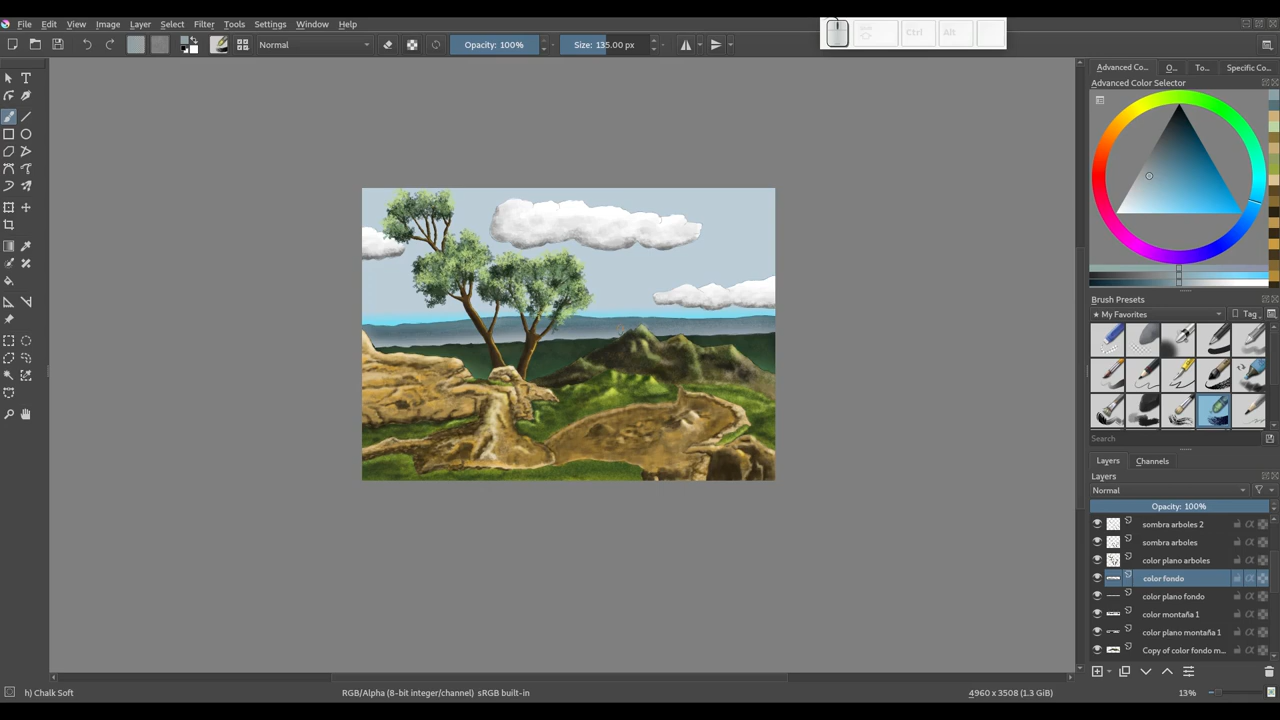 File Edit View Image Layer Select Filter Tools Settings Window Help
Ctrl Alt
Normal Opacity: 100% Size: 135.00 px
Advanced Co... O... To... Specific Co...
Advanced Color Selector
Brush Presets
★ My Favorites Tag
Search
Layers Channels
Layers
Normal
Opacity: 100%
sombra arboles 2
sombra arboles
color plano arboles
color fondo
color plano fondo
color montaña 1
color plano montaña 1
Copy of color fondo m...
h) Chalk Soft RGB/Alpha (8-bit integer/channel) sRGB built-in 4960 x 3508 (1.3 GiB) 13%